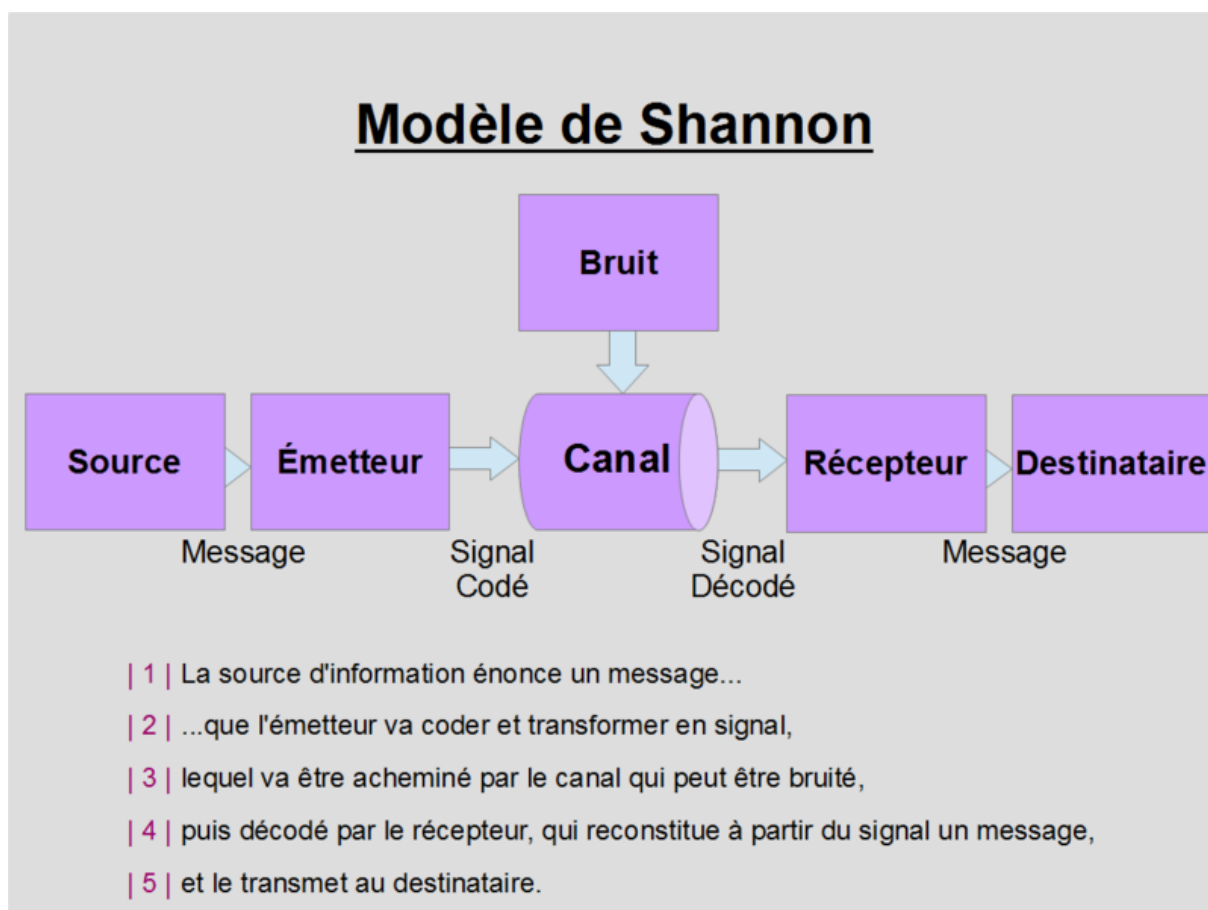 Modèle de Shannon
Bruit
Source
Émetteur
Canal
Récepteur
Destinataire
Message
Signal
Codé
Signal
Décodé
Message
| 1 | La source d'information énonce un message...
| 2 | ...que l'émetteur va coder et transformer en signal,
| 3 | lequel va être acheminé par le canal qui peut être bruité,
| 4 | puis décodé par le récepteur, qui reconstitue à partir du signal un message,
| 5 | et le transmet au destinataire.